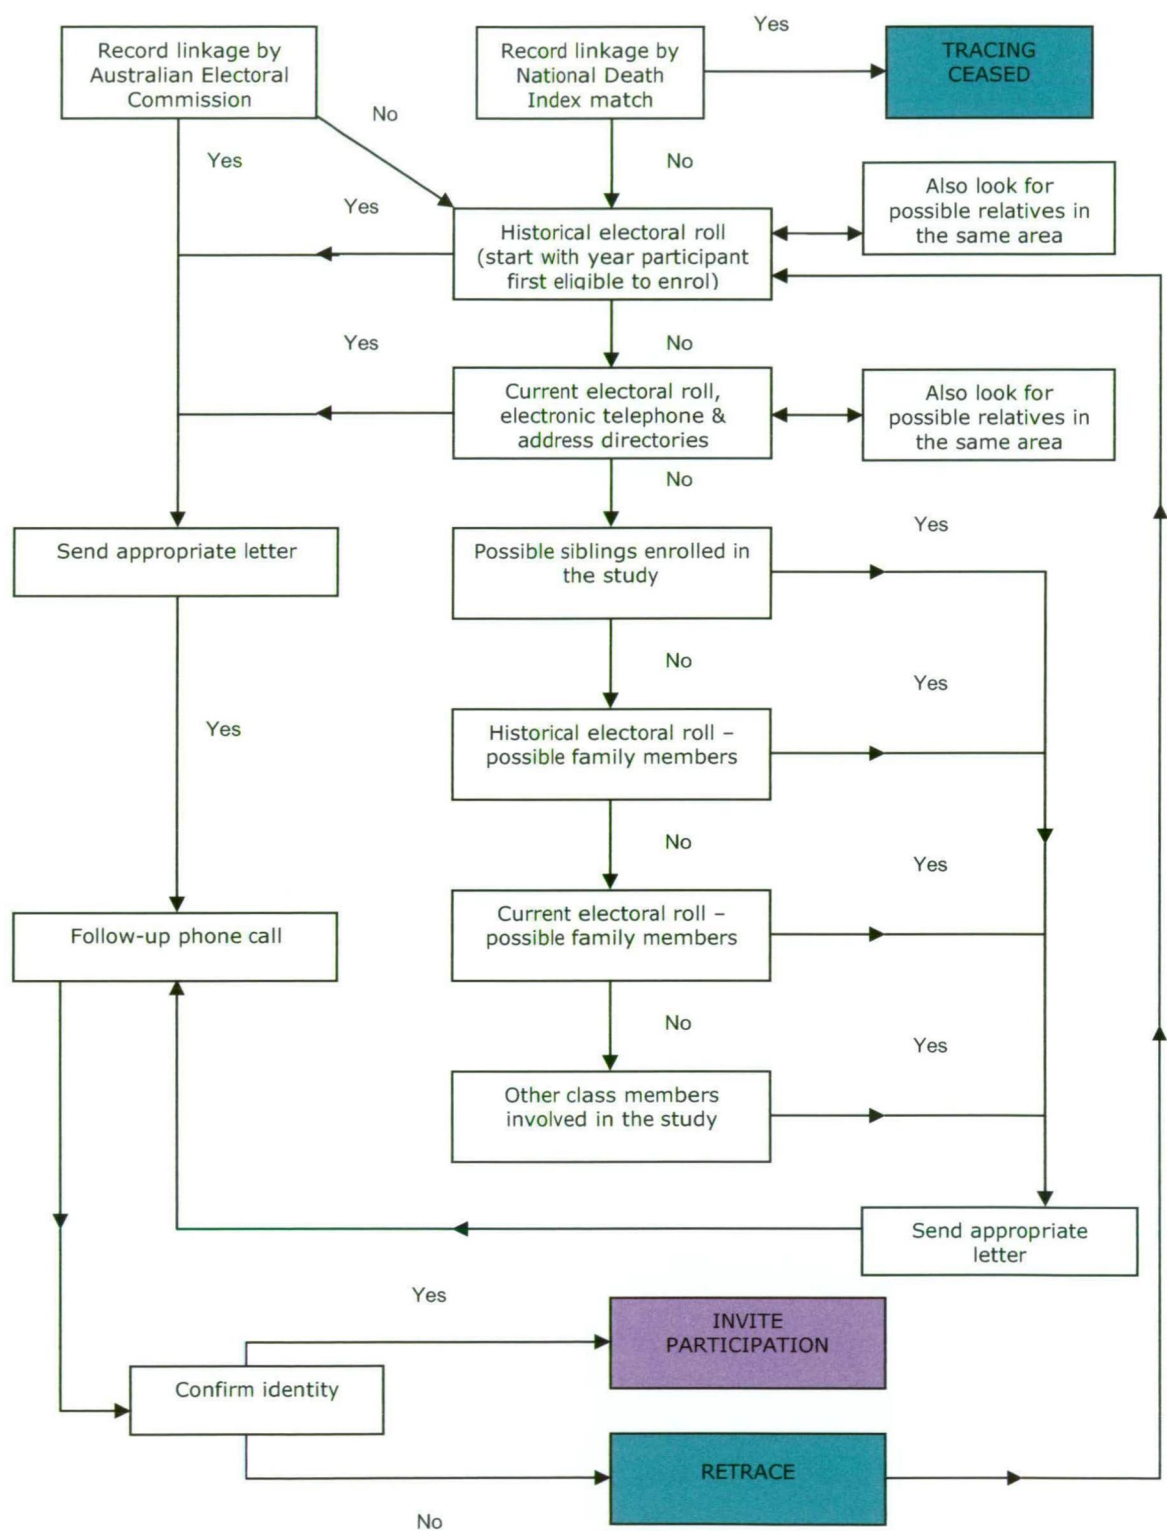 Yes
Record linkage by
Australian Electoral
Commission
Record linkage by
National Death
Index match
TRACING
CEASED
No
Yes
No
Also look for
possible relatives in
the same area
Yes
Historical electoral roll
(start with year participant
first eligible to enrol)
Yes
No
Current electoral roll,
electronic telephone &
address directories
Also look for
possible relatives in
the same area
No
Yes
Send appropriate letter
Possible siblings enrolled in
the study
No
Yes
Yes
Historical electoral roll –
possible family members
No
Yes
Follow-up phone call
Current electoral roll –
possible family members
No
Yes
Other class members
involved in the study
Send appropriate
letter
Yes
INVITE
PARTICIPATION
Confirm identity
RETRACE
No